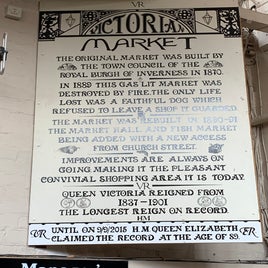 VR
VICTORIAN
MARKET
THE ORIGINAL MARKET WAS BUILT BY
THE TOWN COUNCIL OF THE
ROYAL BURGH OF INVERNESS IN 1870.
IN 1889 THIS GAS LIT MARKET WAS
DESTROYED BY FIRE. THE ONLY LIFE
LOST WAS A FAITHFUL DOG WHICH
REFUSED TO LEAVE A SHOP IT GUARDED.
THE MARKET WAS REBUILT IN 1890-91
THE MARKET HALL AND FISH MARKET
BEING ADDED WITH A NEW ACCESS
FROM CHURCH STREET.
IMPROVEMENTS ARE ALWAYS ON
GOING MAKING IT THE PLEASANT
CONVIVIAL SHOPPING AREA IT IS TODAY.
VR
QUEEN VICTORIA REIGNED FROM
1837-1901
THE LONGEST REIGN ON RECORD.
HM
UNTIL ON 9/9/2015 H.M QUEEN ELIZABETH
CLAIMED THE RECORD AT THE AGE OF 89.